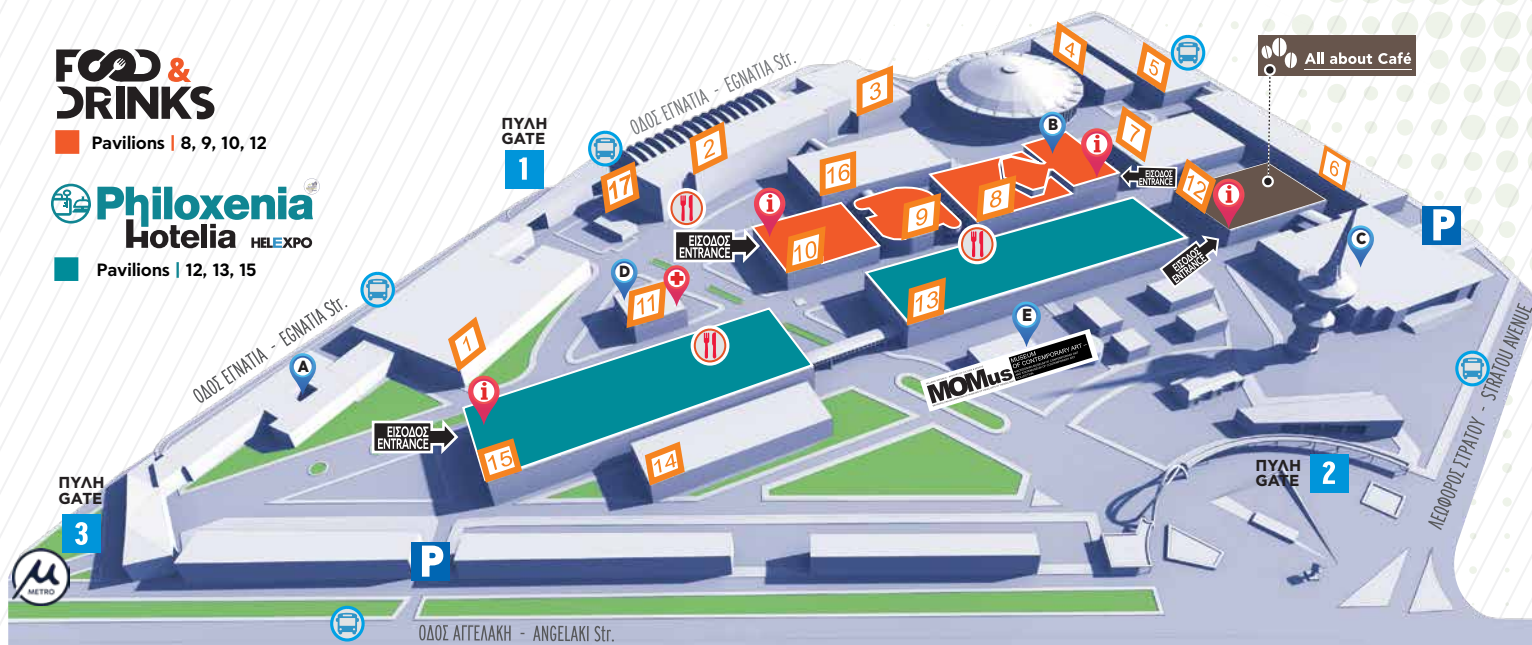 FOOD &
DRINKS
Pavilions | 8, 9, 10, 12
Philoxenia
Hotelia HELEXPO
Pavilions | 12, 13, 15
ΠΥΛΗ
GATE
1
ΟΔΟΣ ΕΓΝΑΤΙΑ - EGNATIA Str.
17
2
3
4
5
All about Café
16
B
i
7
ΕΙΣΟΔΟΣ
ENTRANCE
12
i
6
P
i
10
9
8
ΕΙΣΟΔΟΣ
ENTRANCE
ΕΙΣΟΔΟΣ
ENTRANCE
C
D
11
13
E
MOMus
MUSEUM
OF CONTEMPORARY ART –
ΟΔΟΣ ΕΓΝΑΤΙΑ - EGNATIA Str.
A
1
i
ΕΙΣΟΔΟΣ
ENTRANCE
15
14
ΠΥΛΗ
GATE
2
ΛΕΩΦΟΡΟΣ ΣΤΡΑΤΟΥ - STRATOU AVENUE
ΠΥΛΗ
GATE
3
METRO
P
ΟΔΟΣ ΑΓΓΕΛΑΚΗ - ANGELAKI Str.